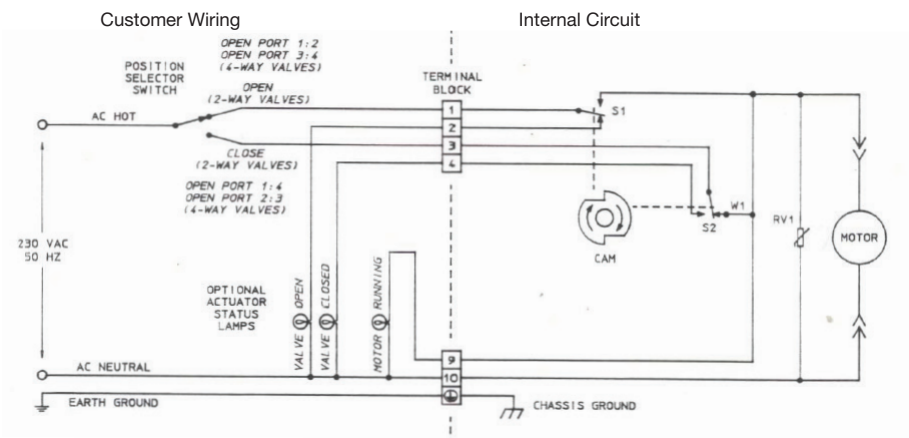 Customer Wiring
Internal Circuit
OPEN PORT 1:2
OPEN PORT 3:4
(4-WAY VALVES)
POSITION
SELECTOR
SWITCH
OPEN
(2-WAY VALVES)
TERMINAL
BLOCK
AC HOT
1
2
3
4
S1
CLOSE
(2-WAY VALVES)
OPEN PORT 1:4
OPEN PORT 2:3
(4-WAY VALVES)
W1
S2
RV1
MOTOR
CAM
230 VAC
50 HZ
OPTIONAL
ACTUATOR
STATUS
LAMPS
VALVE OPEN
VALVE CLOSED
MOTOR RUNNING
9
AC NEUTRAL
10
EARTH GROUND
CHASSIS GROUND